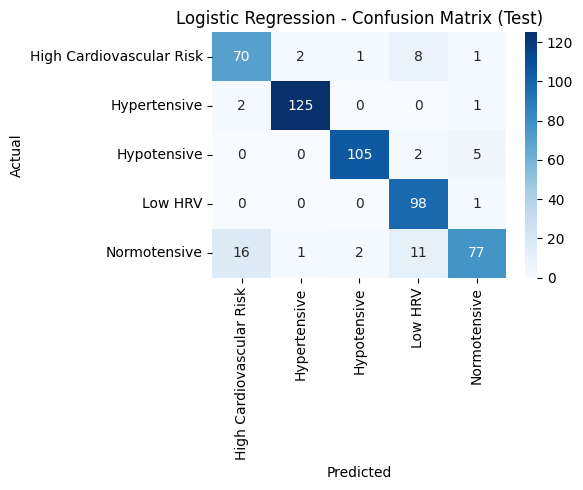 Logistic Regression - Confusion Matrix (Test)
High Cardiovascular Risk 70 2 1 8 1
Hypertensive 2 125 0 0 1
Hypotensive 0 0 105 2 5
Low HRV 0 0 0 98 1
Normotensive 16 1 2 11 77
Actual
120
100
80
60
40
20
0
High Cardiovascular Risk
Hypertensive
Hypotensive
Low HRV
Normotensive
Predicted